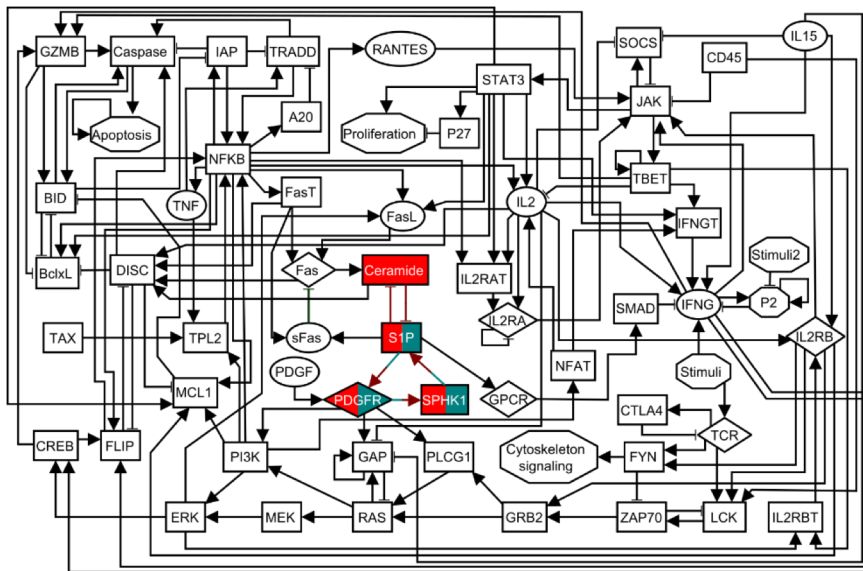 GZMB
Caspase
IAP
TRADD
RANTES
SOCS
IL15
CD45
STAT3
JAK
A20
Apoptosis
Proliferation
P27
NFKB
TBET
BID
TNF
FasT
FasL
IL2
IFNGT
BclxL
DISC
Fas
Ceramide
IL2RAT
Stimuli2
SMAD
IFNG
P2
TAX
TPL2
sFas
S1P
IL2RA
IL2RB
NFAT
PDGF
Stimuli
MCL1
PDGFR
SPHK1
GPCR
CTLA4
TCR
CREB
FLIP
PI3K
GAP
PLCG1
Cytoskeleton
signaling
FYN
ERK
MEK
RAS
GRB2
ZAP70
LCK
IL2RBT